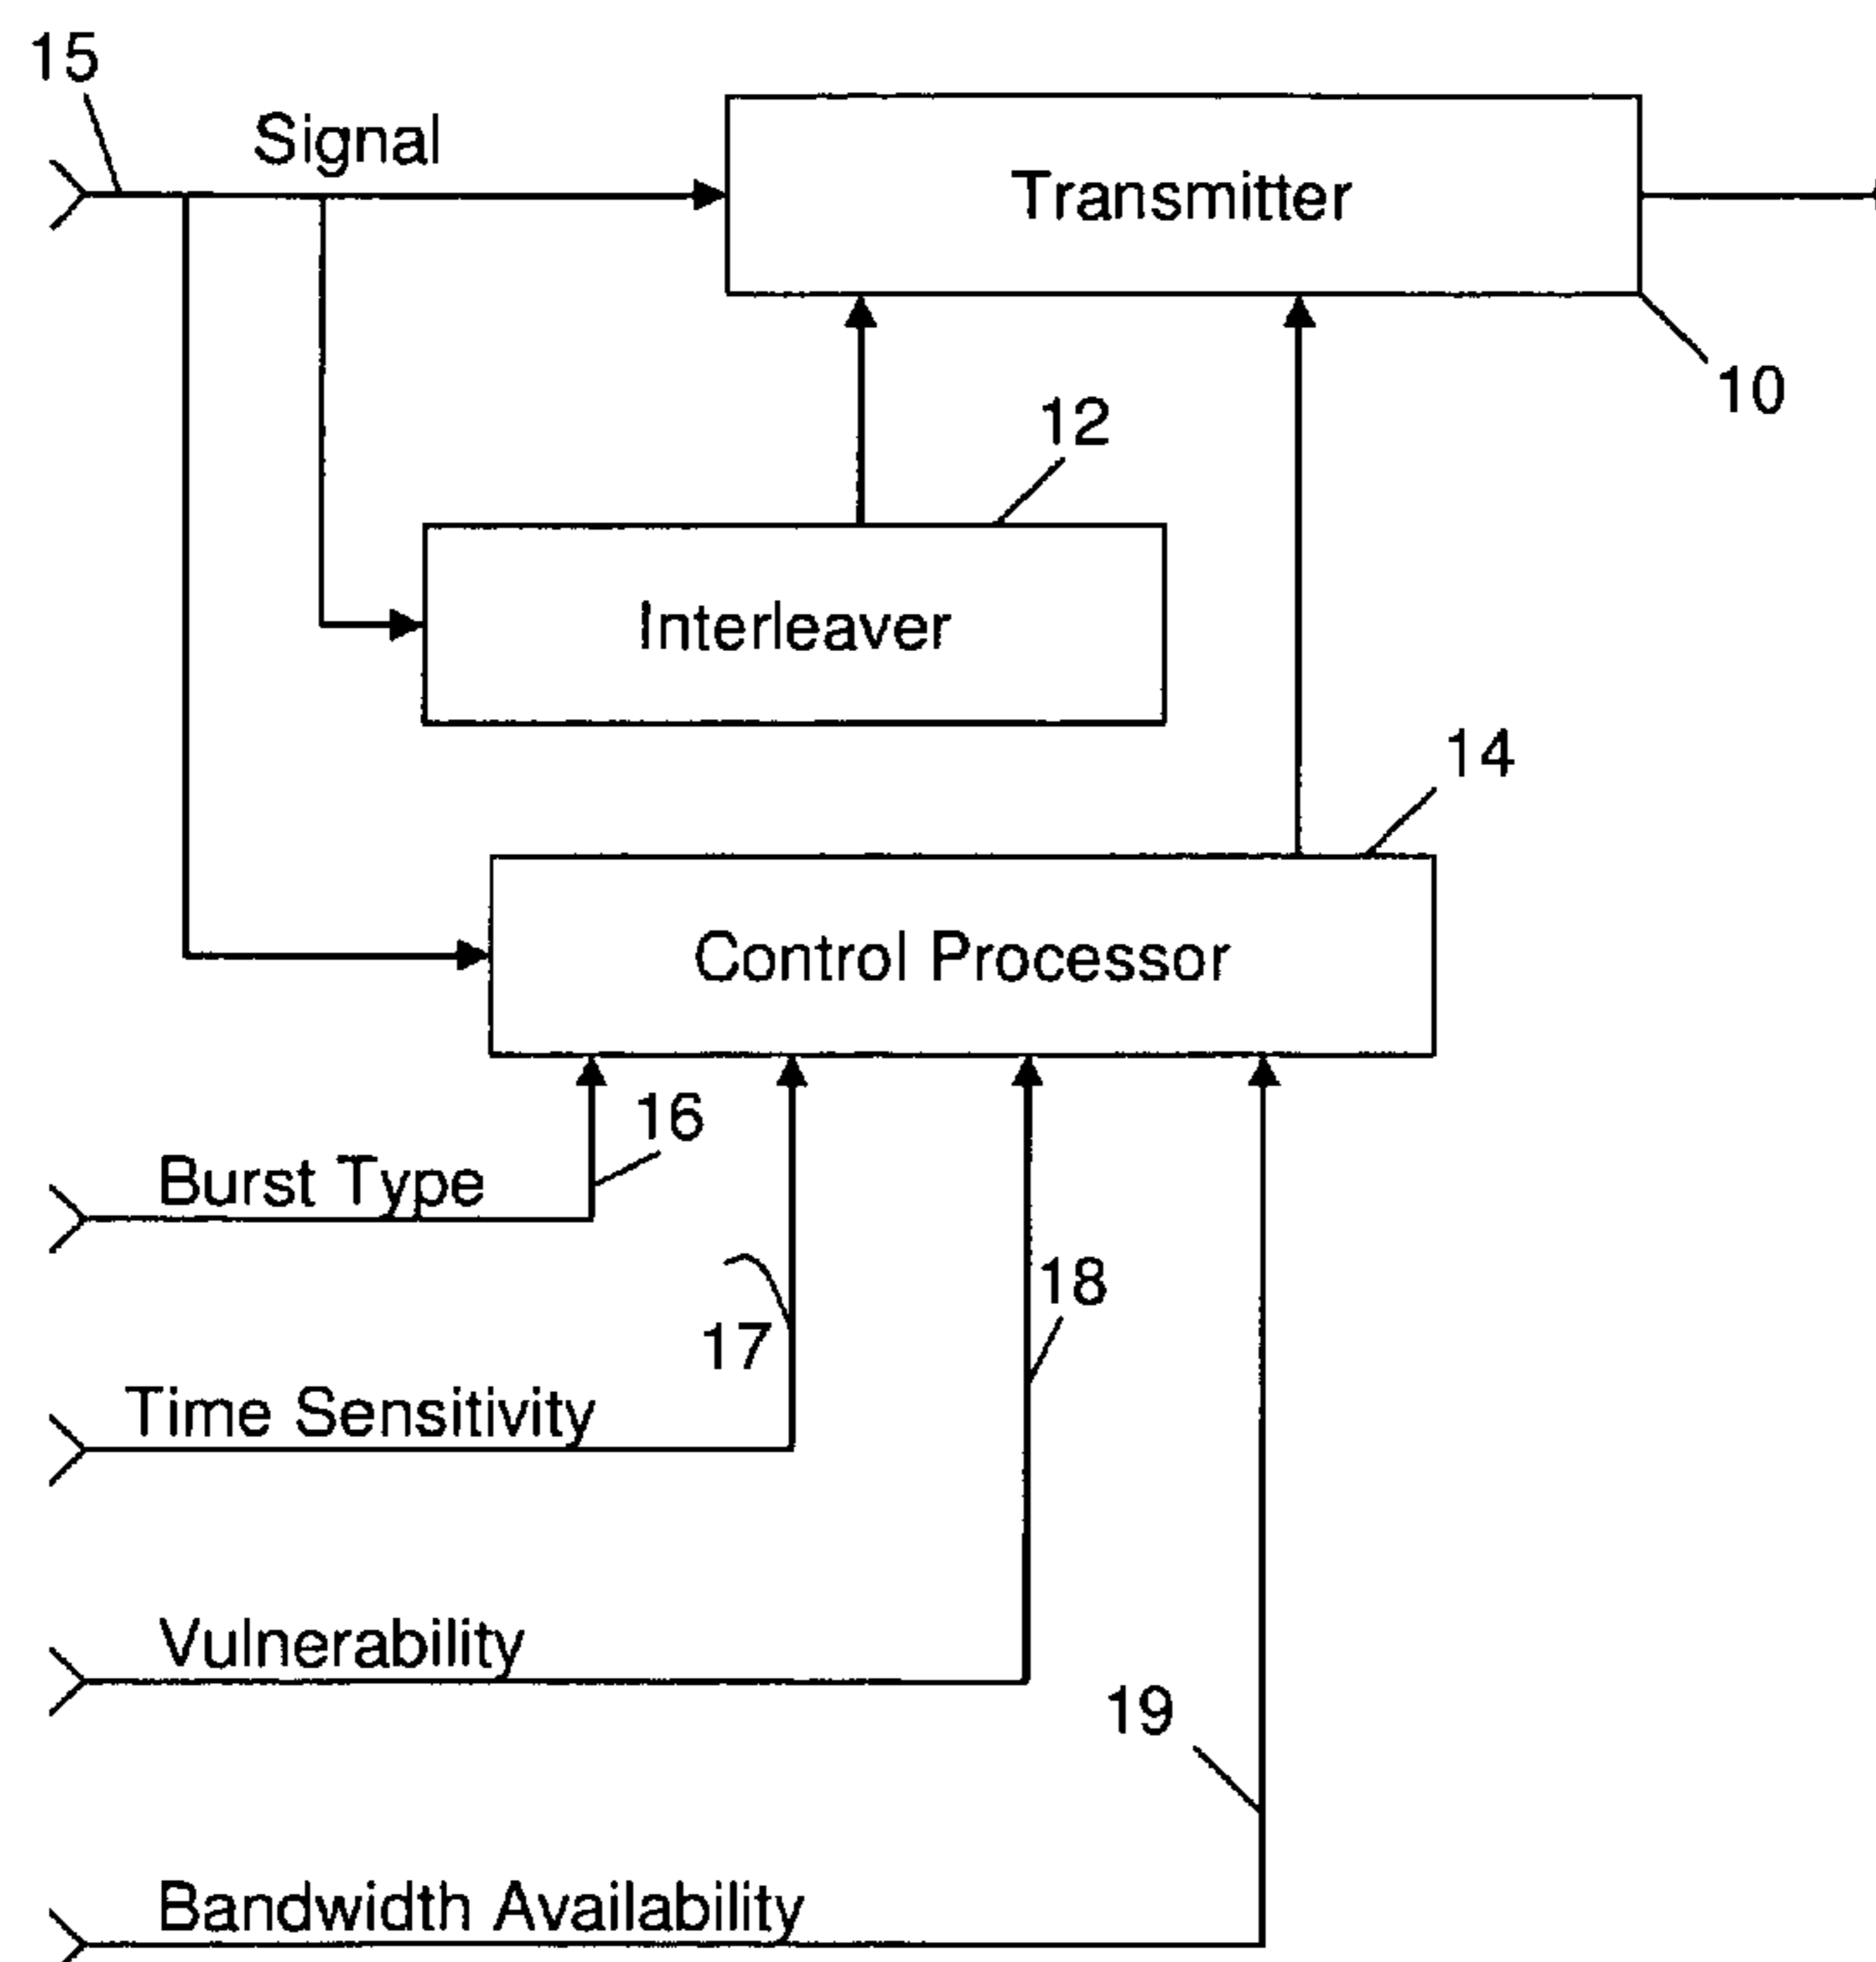 15
Signal
Transmitter
10
12
Interleaver
14
Control Processor
16
Burst Type
18
17
Time Sensitivity
Vulnerability
19
Bandwidth Availability